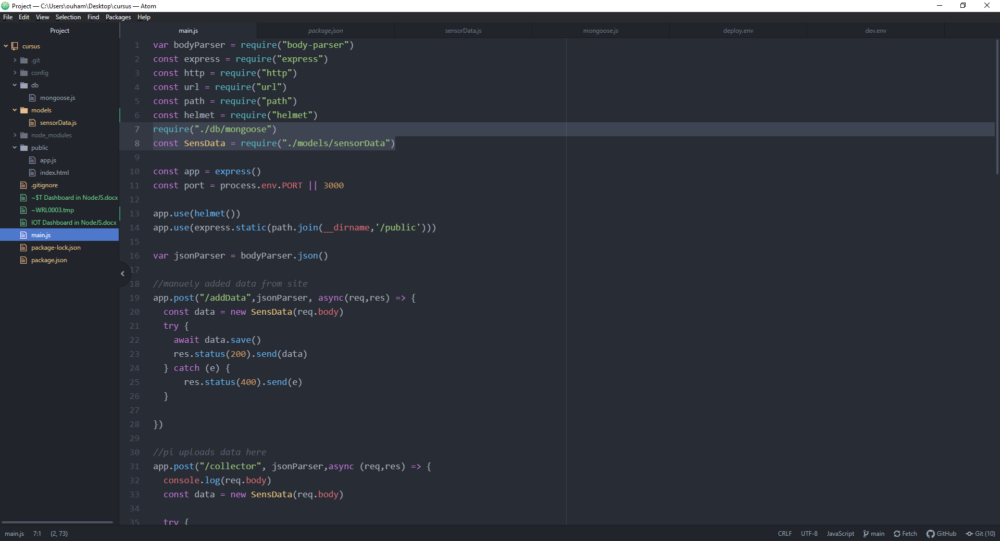 Project — C:\Users\ouham\Desktop\cursus — Atom
File Edit View Selection Find Packages Help
Project
cursus
.git
config
db
mongoose.js
models
sensorData.js
node_modules
public
app.js
index.html
.gitignore
~$T Dashboard in NodeJS.docx
~WRL0003.tmp
IOT Dashboard in NodeJS.docx
main.js
package-lock.json
package.json
main.js package.json sensorData.js mongoose.js deploy.env dev.env
1 var bodyParser = require("body-parser")
2 const express = require("express")
3 const http = require("http")
4 const url = require("url")
5 const path = require("path")
6 const helmet = require("helmet")
7 require("./db/mongoose")
8 const SensData = require("./models/sensorData")
9
10 const app = express()
11 const port = process.env.PORT || 3000
12
13 app.use(helmet())
14 app.use(express.static(path.join(__dirname,'/public')))
15
16 var jsonParser = bodyParser.json()
17
18 //manuely added data from site
19 app.post("/addData",jsonParser, async(req,res) => {
20 const data = new SensData(req.body)
21 try {
22 await data.save()
23 res.status(200).send(data)
24 } catch (e) {
25 res.status(400).send(e)
26 }
27
28 })
29
30 //pi uploads data here
31 app.post("/collector", jsonParser,async (req,res) => {
32 console.log(req.body)
33 const data = new SensData(req.body)
34
35 try {
main.js 7:1 (2, 73) CRLF UTF-8 JavaScript main Fetch GitHub Git (10)